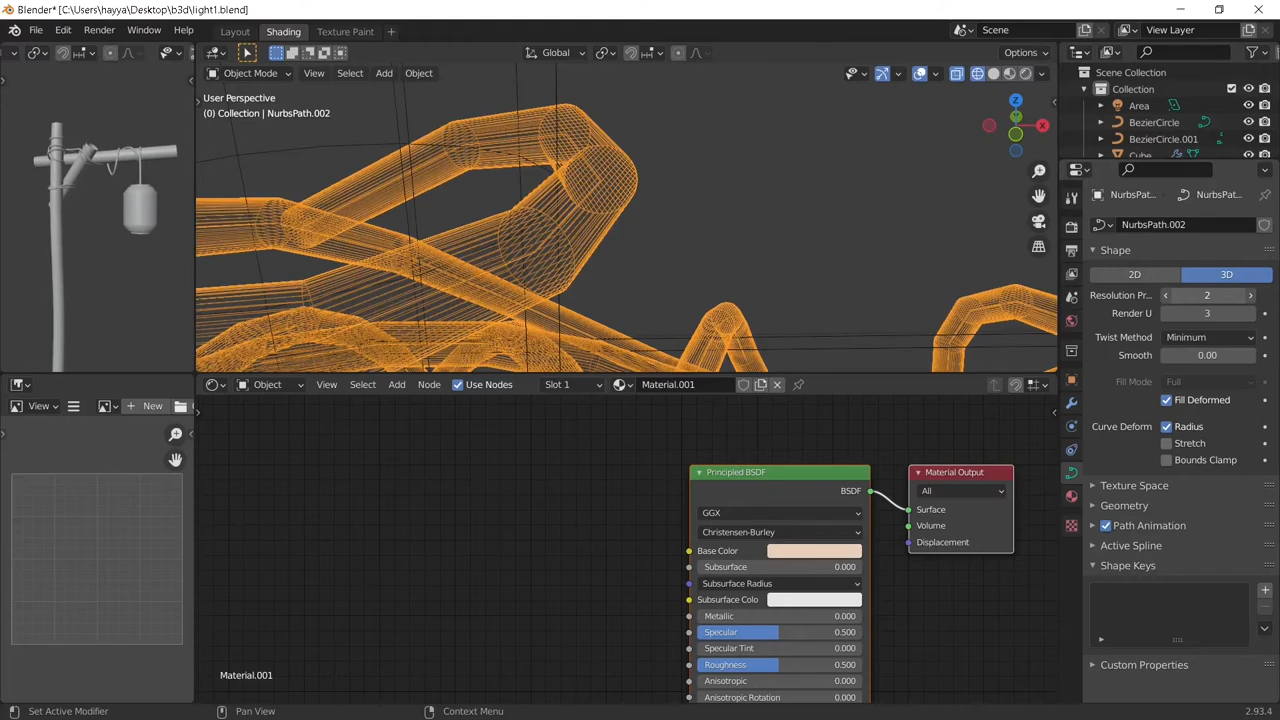 Blender* [C:\Users\hayya\Desktop\b3d\light1.blend]
File Edit Render Window Help
Layout Shading Texture Paint
Scene
View Layer
Global
Options
Object Mode View Select Add Object
User Perspective
(0) Collection | NurbsPath.002
Z
X
Scene Collection
Collection
Area
BezierCircle
BezierCircle.001
Cube
NurbsPat... NurbsPat...
NurbsPath.002
Shape
2D 3D
Resolution Pr... 2
Render U 3
Twist Method Minimum
Smooth 0.00
Fill Mode Full
Fill Deformed
Curve Deform Radius
Stretch
Bounds Clamp
Texture Space
Geometry
Path Animation
Active Spline
Shape Keys
Custom Properties
View New
Object View Select Add Node Use Nodes Slot 1 Material.001
Principled BSDF
BSDF
GGX
Christensen-Burley
Base Color
Subsurface 0.000
Subsurface Radius
Subsurface Colo
Metallic 0.000
Specular 0.500
Specular Tint 0.000
Roughness 0.500
Anisotropic 0.000
Anisotropic Rotation 0.000
Material Output
All
Surface
Volume
Displacement
Material.001
Set Active Modifier Pan View Context Menu 2.93.4